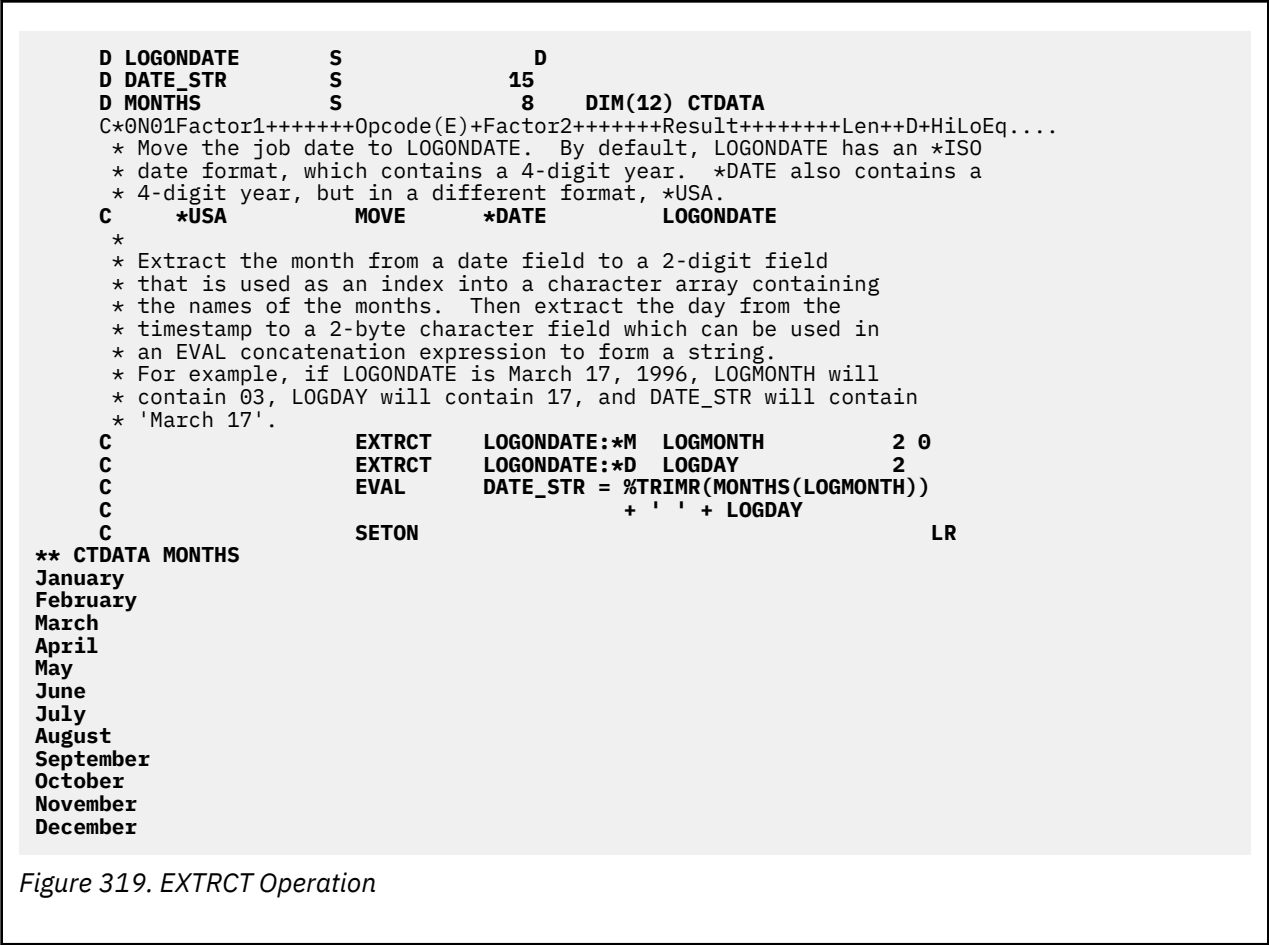 D LOGONDATE       S               D
D DATE_STR        S             15
D MONTHS          S              8    DIM(12) CTDATA
C*0N01Factor1+++++++Opcode(E)+Factor2+++++++Result++++++++Len++D+HiLoEq....
 * Move the job date to LOGONDATE.  By default, LOGONDATE has an *ISO
 * date format, which contains a 4-digit year.  *DATE also contains a
 * 4-digit year, but in a different format, *USA.
C     *USA          MOVE      *DATE         LOGONDATE
 *
 * Extract the month from a date field to a 2-digit field
 * that is used as an index into a character array containing
 * the names of the months.  Then extract the day from the
 * timestamp to a 2-byte character field which can be used in
 * an EVAL concatenation expression to form a string.
 * For example, if LOGONDATE is March 17, 1996, LOGMONTH will
 * contain 03, LOGDAY will contain 17, and DATE_STR will contain
 * 'March 17'.
C                   EXTRCT    LOGONDATE:*M  LOGMONTH          2 0
C                   EXTRCT    LOGONDATE:*D  LOGDAY            2
C                   EVAL      DATE_STR = %TRIMR(MONTHS(LOGMONTH))
C                                        + ' ' + LOGDAY
C                   SETON                                        LR
** CTDATA MONTHS
January
February
March
April
May
June
July
August
September
October
November
December
Figure 319. EXTRCT Operation